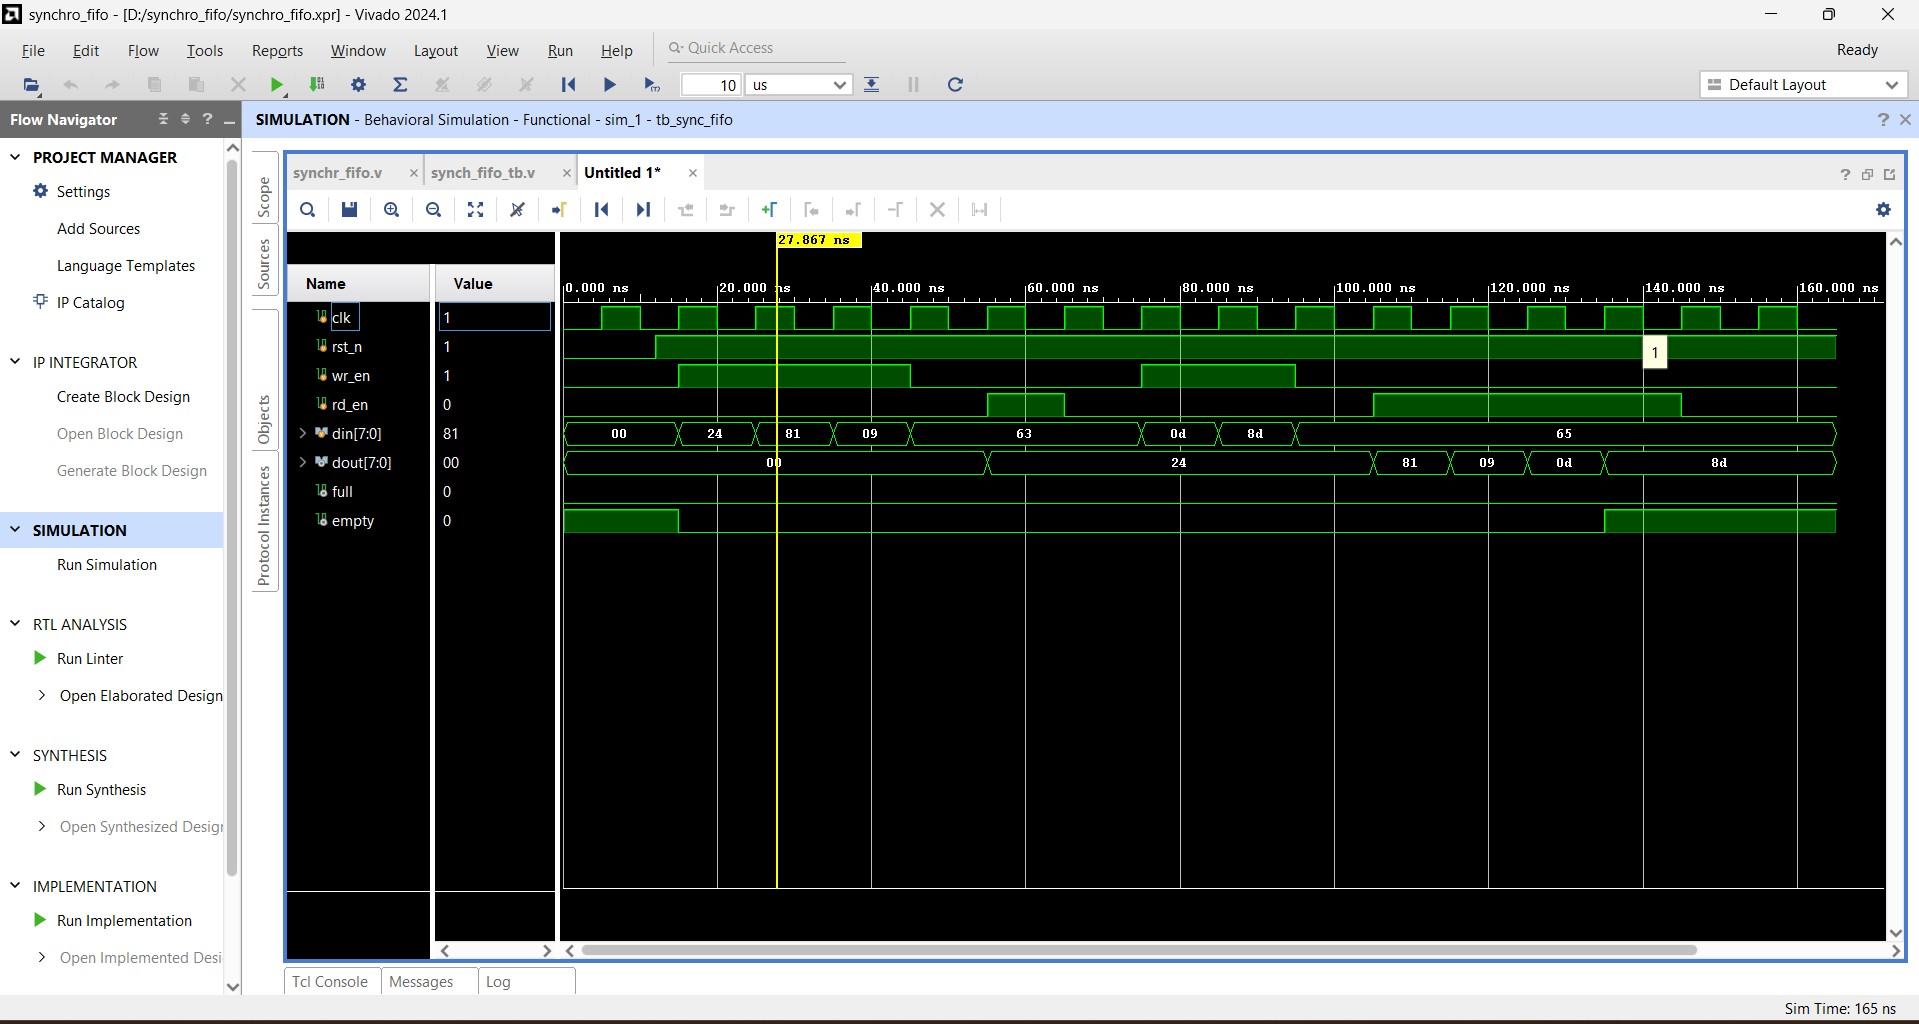 synchro_fifo - [D:/synchro_fifo/synchro_fifo.xpr] - Vivado 2024.1
File Edit Flow Tools Reports Window Layout View Run Help Quick Access Ready
10 us Default Layout
Flow Navigator ? _
SIMULATION - Behavioral Simulation - Functional - sim_1 - tb_sync_fifo ? ×
PROJECT MANAGER
Settings
Add Sources
Language Templates
IP Catalog
IP INTEGRATOR
Create Block Design
Open Block Design
Generate Block Design
SIMULATION
Run Simulation
RTL ANALYSIS
Run Linter
Open Elaborated Design
SYNTHESIS
Run Synthesis
Open Synthesized Design
IMPLEMENTATION
Run Implementation
Open Implemented Desi
Scope
Sources
Objects
Protocol Instances
synchr_fifo.v × synch_fifo_tb.v × Untitled 1* × ?
27.867 ns
Name Value
0.000 ns 20.000 ns 40.000 ns 60.000 ns 80.000 ns 100.000 ns 120.000 ns 140.000 ns 160.000 ns
clk 1
rst_n 1 1
wr_en 1
rd_en 0
din[7:0] 81 00 24 81 09 63 0d 8d 65
dout[7:0] 00 00 24 81 09 0d 8d
full 0
empty 0
Tcl Console Messages Log
Sim Time: 165 ns